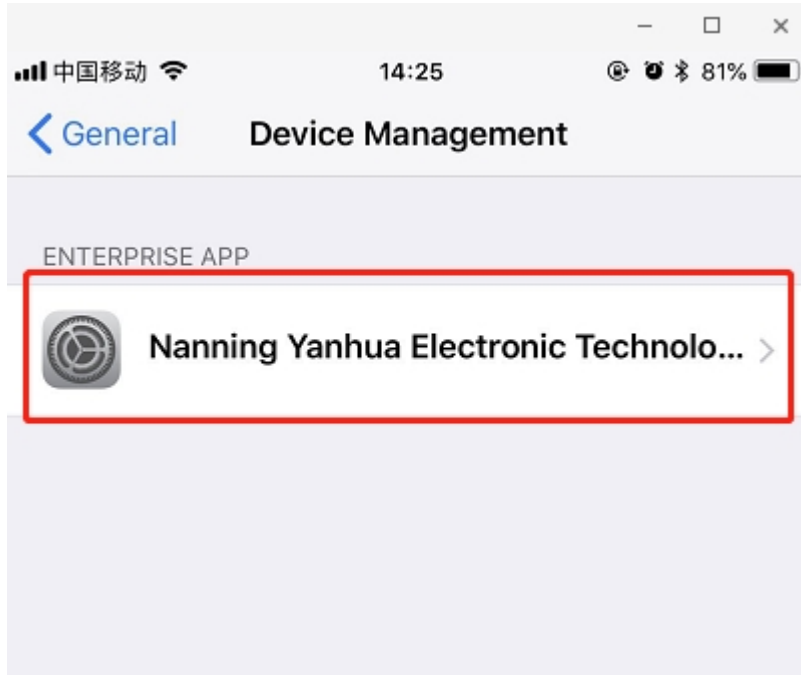 中国移动 14:25 81%
General Device Management
ENTERPRISE APP
Nanning Yanhua Electronic Technolo...